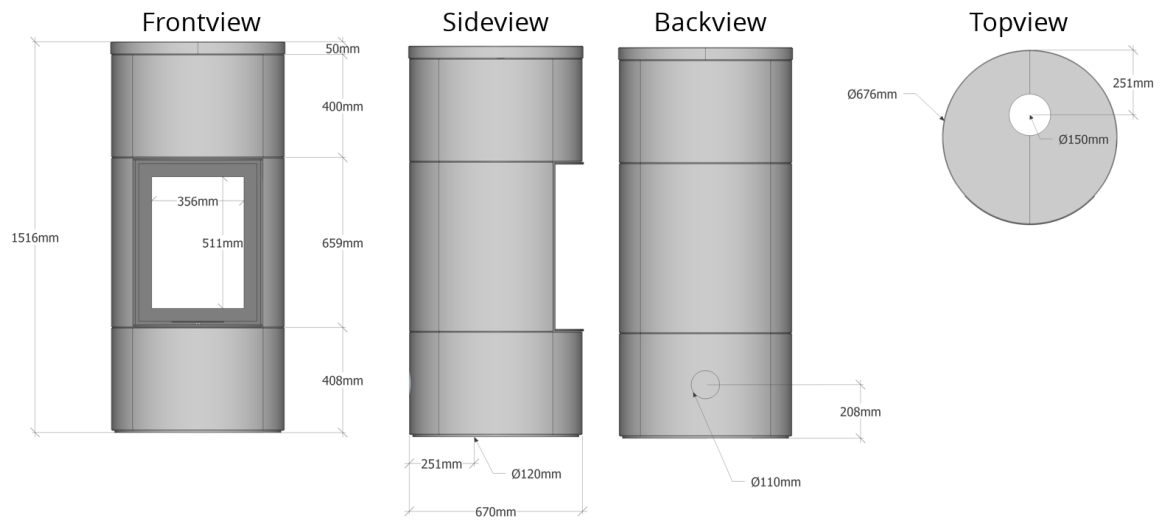 Frontview
Sideview
Backview
Topview
50mm
400mm
1516mm
356mm
511mm
659mm
408mm
251mm
Ø120mm
670mm
208mm
Ø110mm
Ø676mm
251mm
Ø150mm